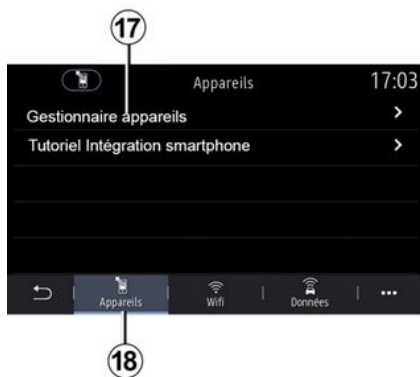 17
Appareils 17:03
Gestionnaire appareils
Tutoriel Intégration smartphone
Appareils Wifi Données
18